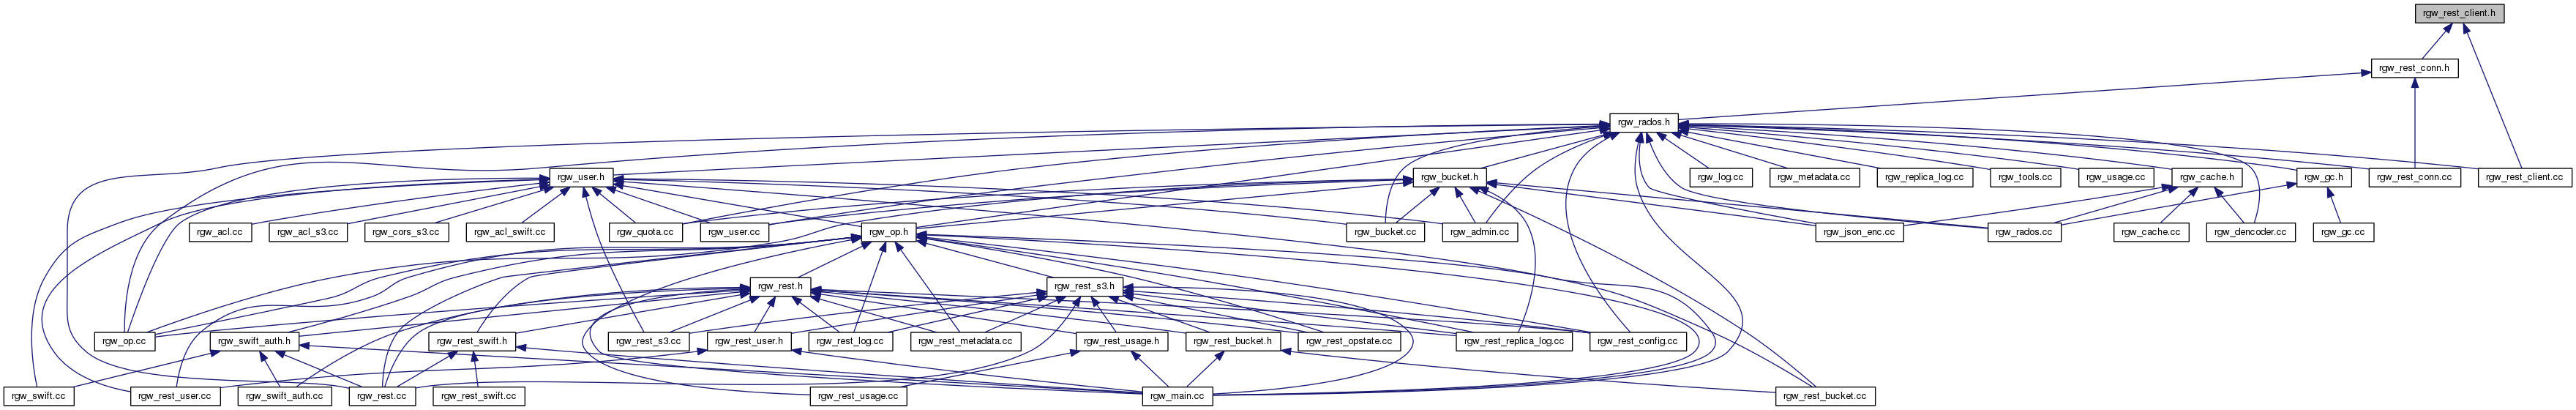 rgw_rest_client.h
rgw_rest_conn.h
rgw_rados.h
rgw_user.h
rgw_bucket.h
rgw_log.cc
rgw_metadata.cc
rgw_replica_log.cc
rgw_tools.cc
rgw_usage.cc
rgw_cache.h
rgw_gc.h
rgw_rest_conn.cc
rgw_rest_client.cc
rgw_acl.cc
rgw_acl_s3.cc
rgw_cors_s3.cc
rgw_acl_swift.cc
rgw_quota.cc
rgw_user.cc
rgw_op.h
rgw_bucket.cc
rgw_admin.cc
rgw_json_enc.cc
rgw_rados.cc
rgw_cache.cc
rgw_dencoder.cc
rgw_gc.cc
rgw_rest.h
rgw_rest_s3.h
rgw_op.cc
rgw_swift_auth.h
rgw_rest_swift.h
rgw_rest_s3.cc
rgw_rest_user.h
rgw_rest_log.cc
rgw_rest_metadata.cc
rgw_rest_usage.h
rgw_rest_bucket.h
rgw_rest_opstate.cc
rgw_rest_replica_log.cc
rgw_rest_config.cc
rgw_swift.cc
rgw_rest_user.cc
rgw_swift_auth.cc
rgw_rest.cc
rgw_rest_swift.cc
rgw_rest_usage.cc
rgw_main.cc
rgw_rest_bucket.cc